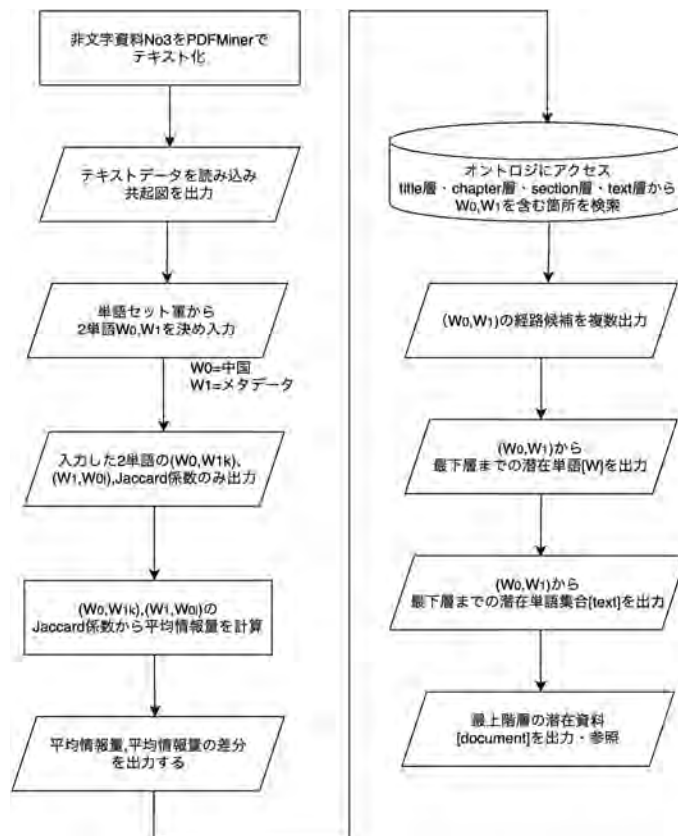 非文字資料No3をPDFMinerで
テキスト化
テキストデータを読み込み
共起図を出力
単語セット軍から
2単語W0,W1を決め入力
W0=中国
W1=メタデータ
入力した2単語の(W0,W1k)、
(W1,W0i),Jaccard係数のみ出力
(W0,W1k),(W1,W0i)の
Jaccard係数から平均情報量を計算
平均情報量,平均情報量の差分
を出力する
オントロジにアクセス
title層・chapter層・section層・text層から
W0,W1を含む箇所を検索
(W0,W1)の経路候補を複数出力
(W0,W1)から
最下層までの潜在単語[W]を出力
(W0,W1)から
最下層までの潜在単語集合[text]を出力
最上階層の潜在資料
[document]を出力・参照